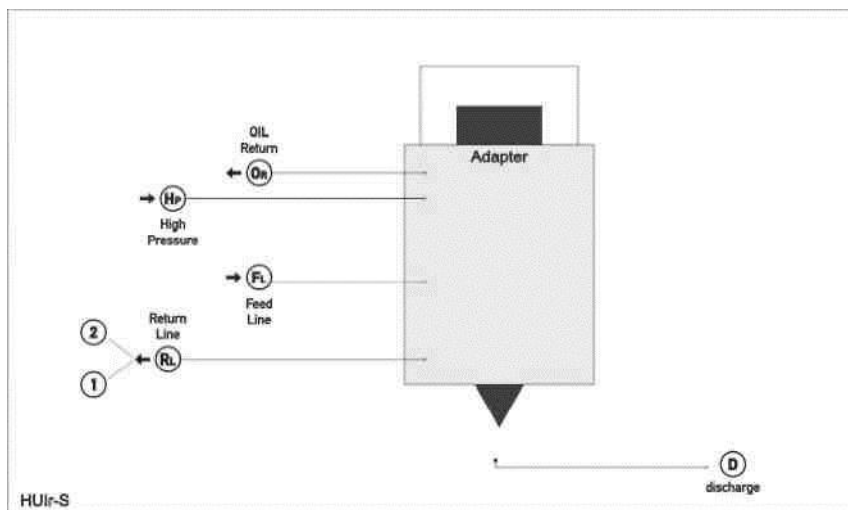 OIL
Return
OR
Adapter
HP
High
Pressure
FL
Feed
Line
Return
Line
2
RL
1
D
discharge
HUIr-S